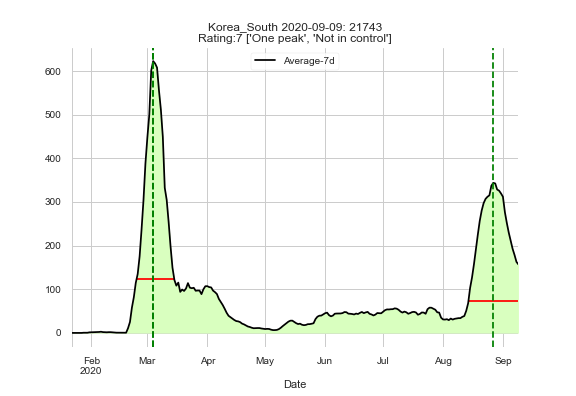 Korea_South 2020-09-09: 21743
Rating:7 ['One peak', 'Not in control']
Average-7d
600
500
400
300
200
100
0
Feb
2020
Mar
Apr
May
Jun
Jul
Aug
Sep
Date